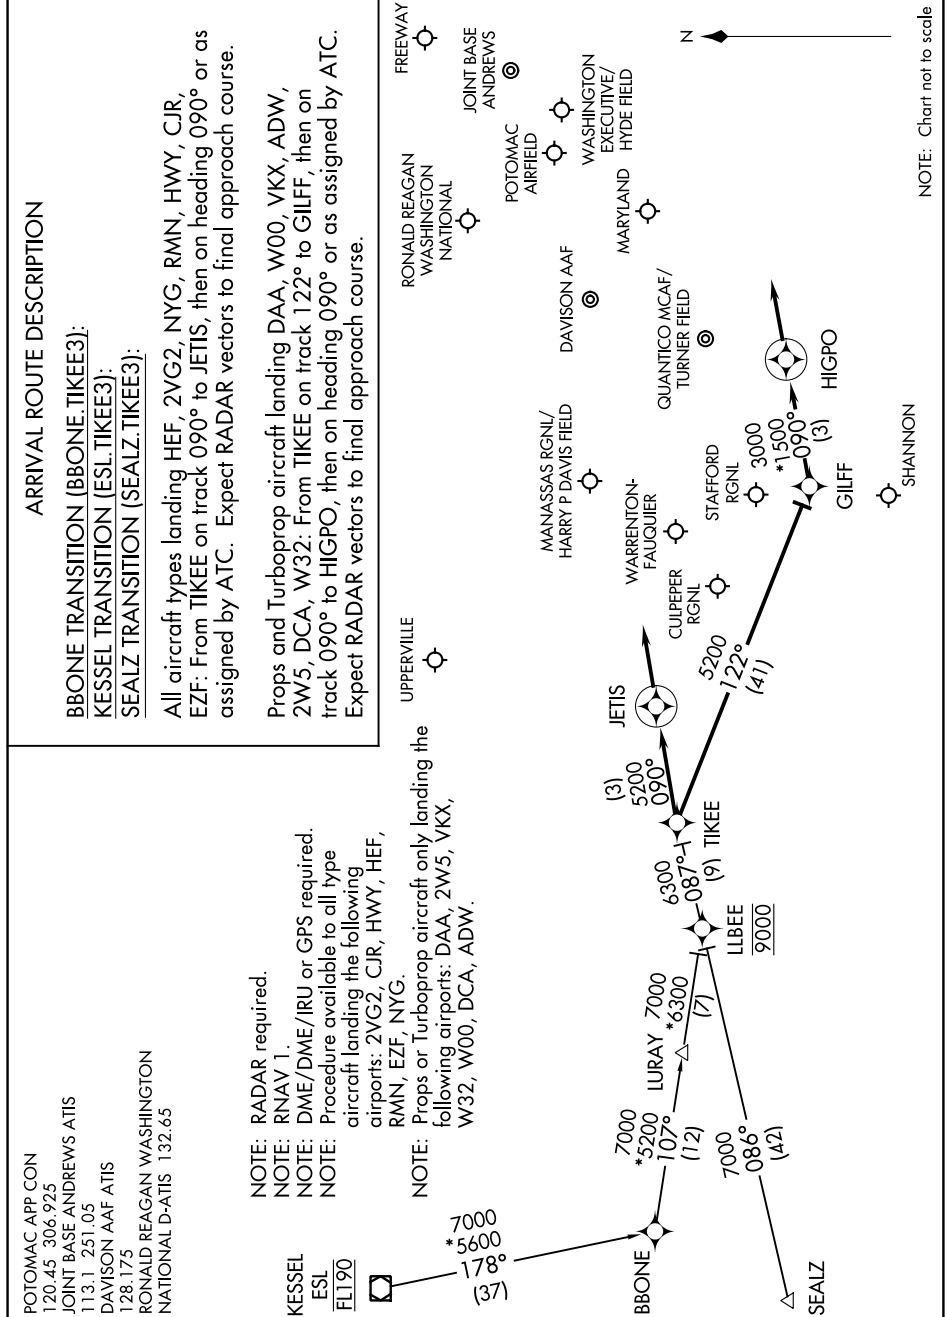 POTOMAC APP CON
120.45 306.925
JOINT BASE ANDREWS ATIS
113.1 251.05
DAVISON AAF ATIS
128.175
RONALD REAGAN WASHINGTON
NATIONAL D-ATIS 132.65
ARRIVAL ROUTE DESCRIPTION
BBONE TRANSITION (BBONE.TIKEE3):
KESSEL TRANSITION (ESL.TIKEE3):
SEALZ TRANSITION (SEALZ.TIKEE3):
All aircraft types landing HEF, 2VG2, NYG, RMN, HWY, CJR,
EZF: From TIKEE on track 090° to JETIS, then on heading 090° or as
assigned by ATC. Expect RADAR vectors to final approach course.
Props and Turboprop aircraft landing DAA, W00, VKX, ADW,
2W5, DCA, W32: From TIKEE on track 122° to GILFF, then on
track 090° to HIGPO, then on heading 090° or as assigned by ATC.
Expect RADAR vectors to final approach course.
NOTE: RADAR required.
NOTE: RNAV 1.
NOTE: DME/DME/IRU or GPS required.
NOTE: Procedure available to all type
aircraft landing the following
airports: 2VG2, CJR, HWY, HEF,
RMN, EZF, NYG.
NOTE: Props or Turboprop aircraft only landing the
following airports: DAA, 2W5, VKX,
W32, W00, DCA, ADW.
KESSEL
ESL
FL190
7000
*5600
178°
(37)
BBONE
7000
*5200
107°
(12)
LURAY
7000
*6300
(7)
SEALZ
7000
086°
(42)
LLBEE
9000
6300
087°
(9)
TIKEE
(3)
5200
090°
JETIS
5200
122°
(41)
GILFF
3000
*1500
090°
(3)
HIGPO
UPPERVILLE
FREEWAY
JOINT BASE
ANDREWS
RONALD REAGAN
WASHINGTON
NATIONAL
POTOMAC
AIRFIELD
WASHINGTON
EXECUTIVE/
HYDE FIELD
MARYLAND
DAVISON AAF
MANASSAS RGNL/
HARRY P DAVIS FIELD
QUANTICO MCAF/
TURNER FIELD
WARRENTON-
FAUQUIER
CULPEPER
RGNL
STAFFORD
RGNL
SHANNON
N
NOTE: Chart not to scale